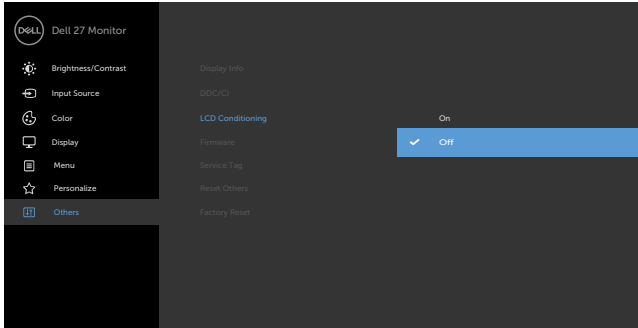 DELL
Dell 27 Monitor
Brightness/Contrast
Input Source
Color
Display
Menu
Personalize
Others
Display Info
DDC/CI
LCD Conditioning
Firmware
Service Tag
Reset Others
Factory Reset
On
Off